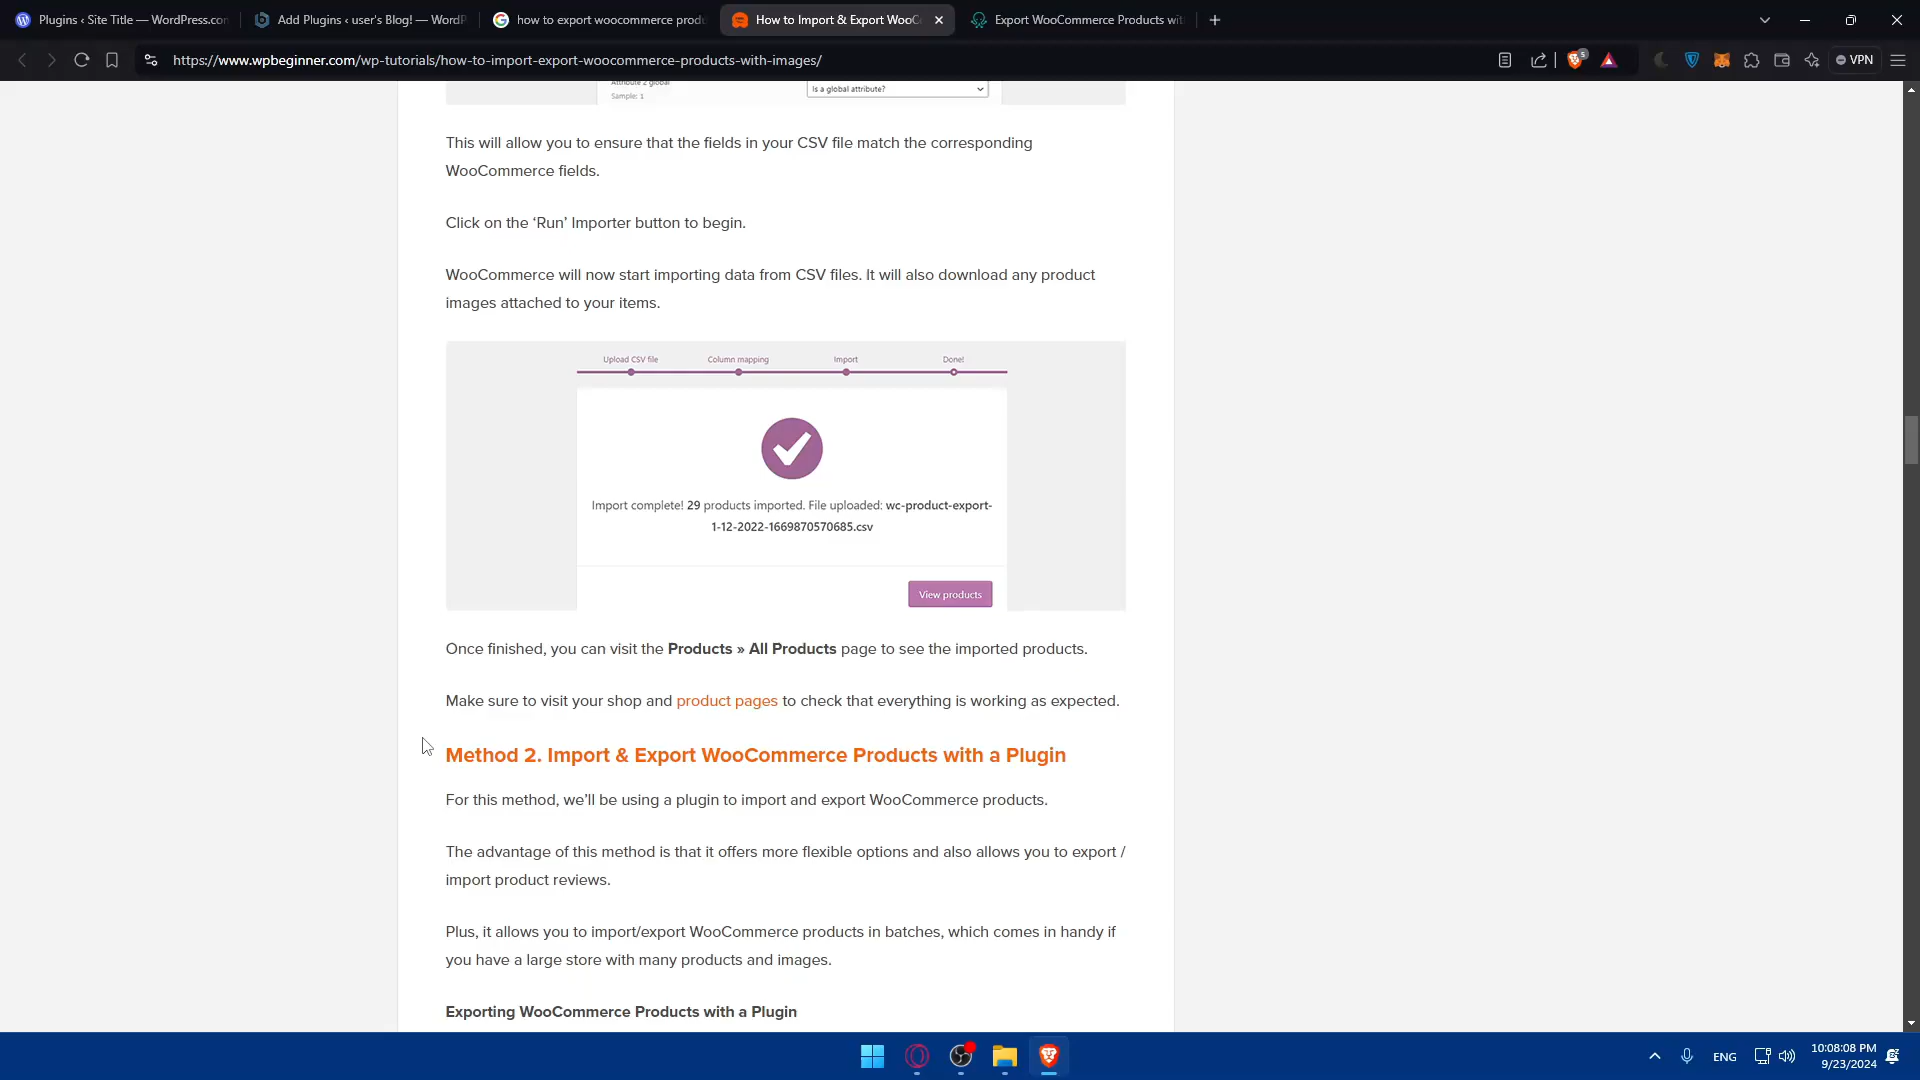 Plugins ‹ Site Title — WordPress.con
Add Plugins ‹ user's Blog! — WordP
how to export woocommerce prod
How to Import & Export WooC
Export WooCommerce Products wit
https://www.wpbeginner.com/wp-tutorials/how-to-import-export-woocommerce-products-with-images/
5
VPN
Attribute 2 global
Is a global attribute?
Sample: 1
This will allow you to ensure that the fields in your CSV file match the corresponding
WooCommerce fields.
Click on the ‘Run’ Importer button to begin.
WooCommerce will now start importing data from CSV files. It will also download any product
images attached to your items.
Upload CSV file
Column mapping
Import
Done!
Import complete! 29 products imported. File uploaded: wc-product-export-
1-12-2022-1669870570685.csv
View products
Once finished, you can visit the Products » All Products page to see the imported products.
Make sure to visit your shop and product pages to check that everything is working as expected.
Method 2. Import & Export WooCommerce Products with a Plugin
For this method, we’ll be using a plugin to import and export WooCommerce products.
The advantage of this method is that it offers more flexible options and also allows you to export /
import product reviews.
Plus, it allows you to import/export WooCommerce products in batches, which comes in handy if
you have a large store with many products and images.
Exporting WooCommerce Products with a Plugin
ENG
10:08:08 PM
9/23/2024